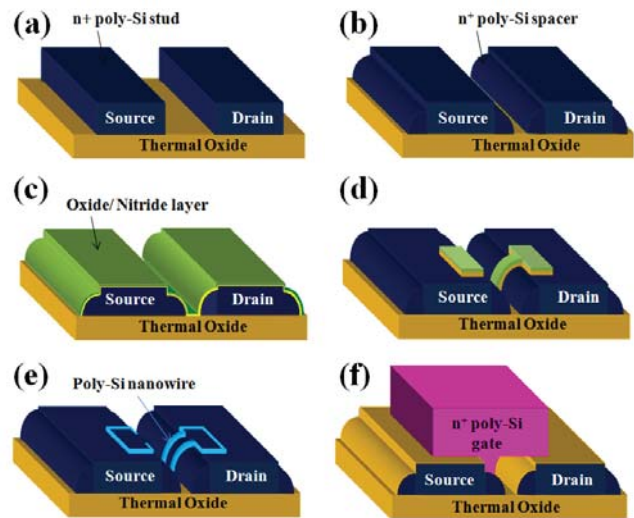 (a)
n+ poly-Si stud
Source
Drain
Thermal Oxide
(b)
n⁺ poly-Si spacer
Source
Drain
Thermal Oxide
(c)
Oxide/ Nitride layer
Source
Drain
Thermal Oxide
(d)
Source
Drain
Thermal Oxide
(e)
Poly-Si nanowire
Source
Drain
Thermal Oxide
(f)
n⁺ poly-Si
gate
Source
Drain
Thermal Oxide